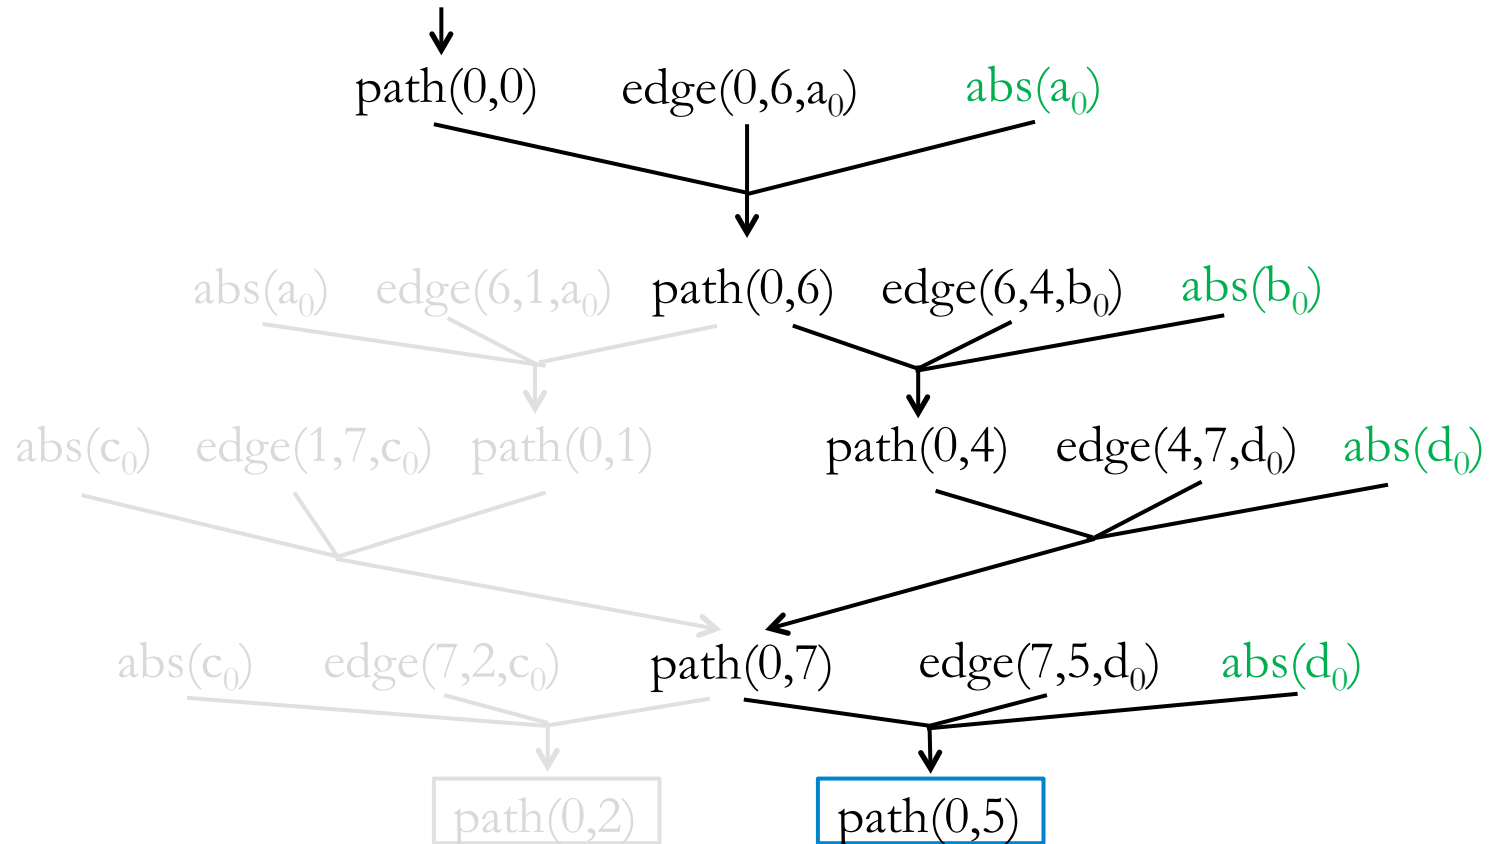 path(0,0) edge(0,6,a₀) abs(a₀)
abs(a₀) edge(6,1,a₀) path(0,6) edge(6,4,b₀) abs(b₀)
abs(c₀) edge(1,7,c₀) path(0,1) path(0,4) edge(4,7,d₀) abs(d₀)
abs(c₀) edge(7,2,c₀) path(0,7) edge(7,5,d₀) abs(d₀)
path(0,2) path(0,5)